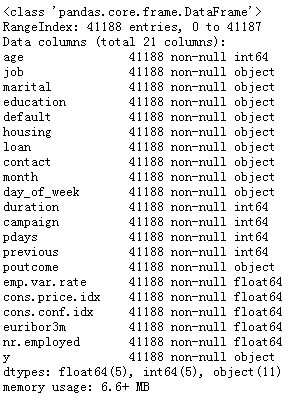 <class 'pandas.core.frame.DataFrame'>
RangeIndex: 41188 entries, 0 to 41187
Data columns (total 21 columns):
age 41188 non-null int64
job 41188 non-null object
marital 41188 non-null object
education 41188 non-null object
default 41188 non-null object
housing 41188 non-null object
loan 41188 non-null object
contact 41188 non-null object
month 41188 non-null object
day_of_week 41188 non-null object
duration 41188 non-null int64
campaign 41188 non-null int64
pdays 41188 non-null int64
previous 41188 non-null int64
poutcome 41188 non-null object
emp.var.rate 41188 non-null float64
cons.price.idx 41188 non-null float64
cons.conf.idx 41188 non-null float64
euribor3m 41188 non-null float64
nr.employed 41188 non-null float64
y 41188 non-null object
dtypes: float64(5), int64(5), object(11)
memory usage: 6.6+ MB